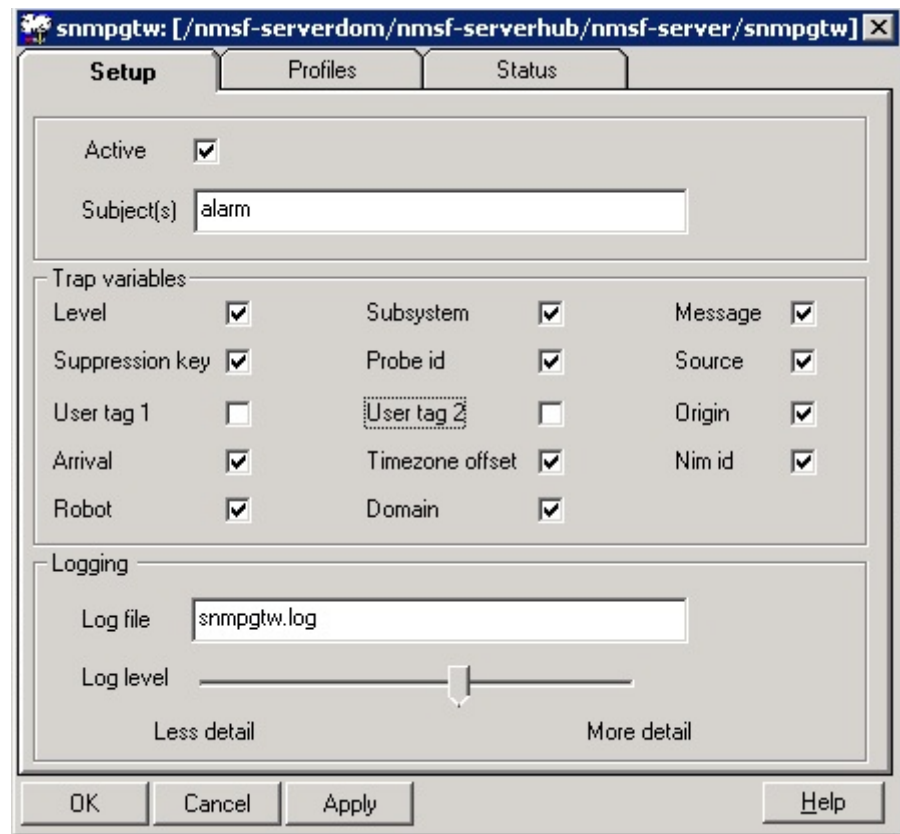 snmpgtw: [/nmsf-serverdom/nmsf-serverhub/nmsf-server/snmpgtw]
Setup Profiles Status
Active
Subject(s) alarm
Trap variables
Level Subsystem Message
Suppression key Probe id Source
User tag 1 User tag 2 Origin
Arrival Timezone offset Nim id
Robot Domain
Logging
Log file snmpgtw.log
Log level
Less detail More detail
OK Cancel Apply Help